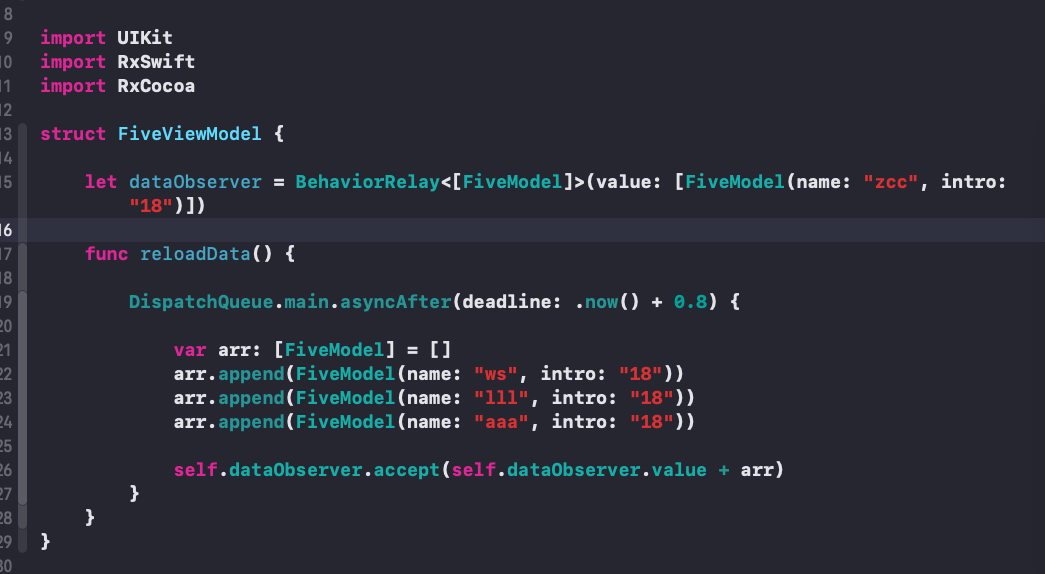 8
9 import UIKit
10 import RxSwift
11 import RxCocoa
12
13 struct FiveViewModel {
14
15 let dataObserver = BehaviorRelay<[FiveModel]>(value: [FiveModel(name: "zcc", intro:
"18")])
16
17 func reloadData() {
18
19 DispatchQueue.main.asyncAfter(deadline: .now() + 0.8) {
20
21 var arr: [FiveModel] = []
22 arr.append(FiveModel(name: "ws", intro: "18"))
23 arr.append(FiveModel(name: "lll", intro: "18"))
24 arr.append(FiveModel(name: "aaa", intro: "18"))
25
26 self.dataObserver.accept(self.dataObserver.value + arr)
27 }
28 }
29 }
30